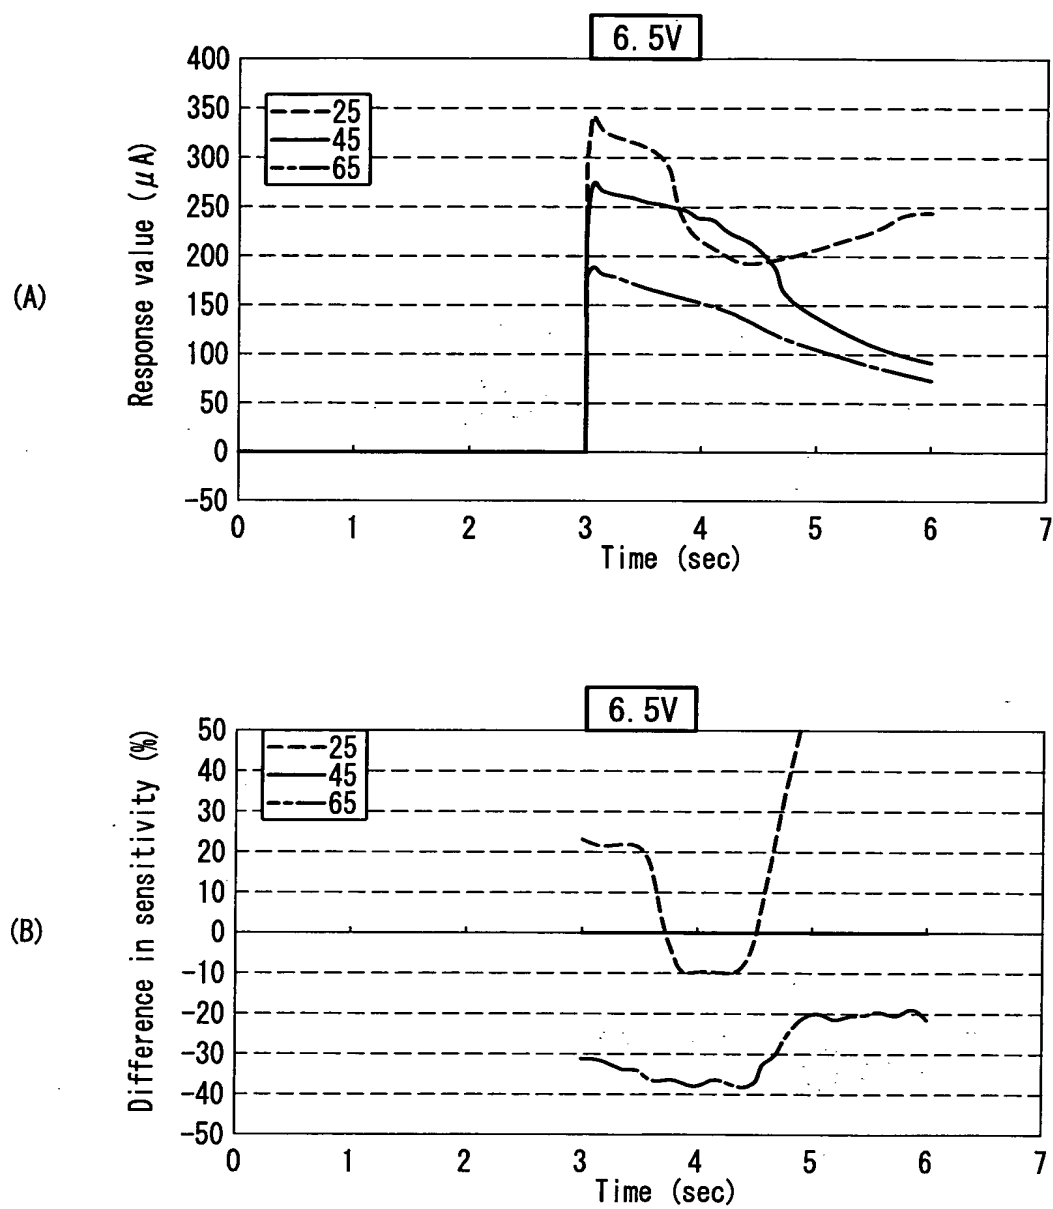 6.5V
400
350
300
250
200
150
100
50
0
-50
25
45
65
Response value (μA)
(A)
0 1 2 3 4 5 6 7
Time (sec)
6.5V
50
40
30
20
10
0
-10
-20
-30
-40
-50
25
45
65
Difference in sensitivity (%)
(B)
0 1 2 3 4 5 6 7
Time (sec)